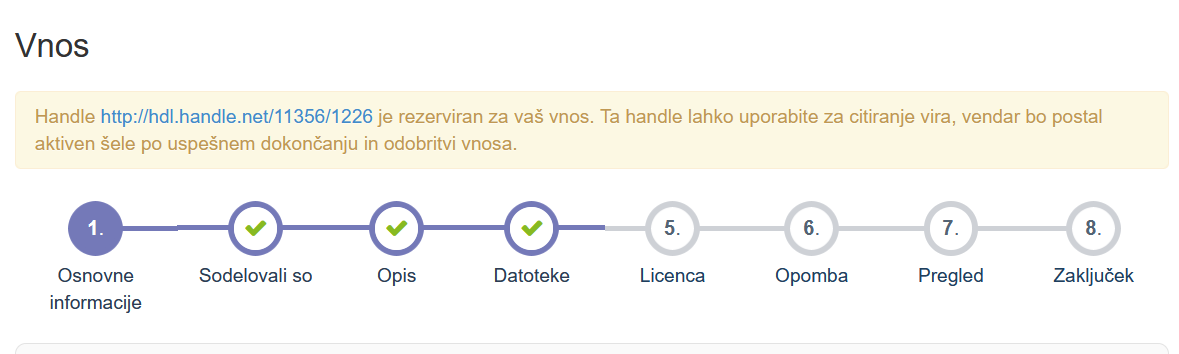 Vnos
Handle http://hdl.handle.net/11356/1226 je rezerviran za vaš vnos. Ta handle lahko uporabite za citiranje vira, vendar bo postal
aktiven šele po uspešnem dokončanju in odobritvi vnosa.
1. 5. 6. 7. 8.
Osnovne Sodelovali so Opis Datoteke Licenca Opomba Pregled Zaključek
informacije